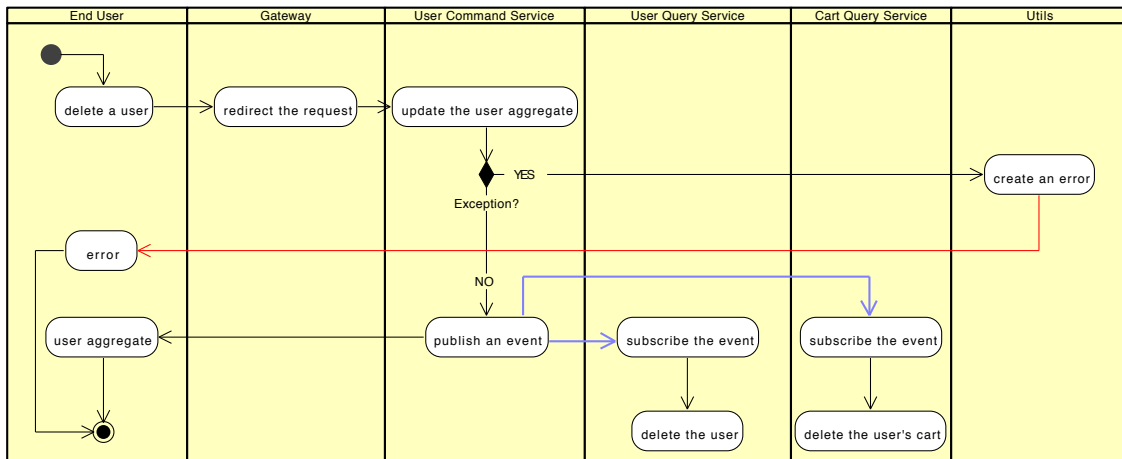 End User
Gateway
User Command Service
User Query Service
Cart Query Service
Utils
delete a user
redirect the request
update the user aggregate
YES
create an error
Exception?
error
NO
user aggregate
publish an event
subscribe the event
subscribe the event
delete the user
delete the user's cart